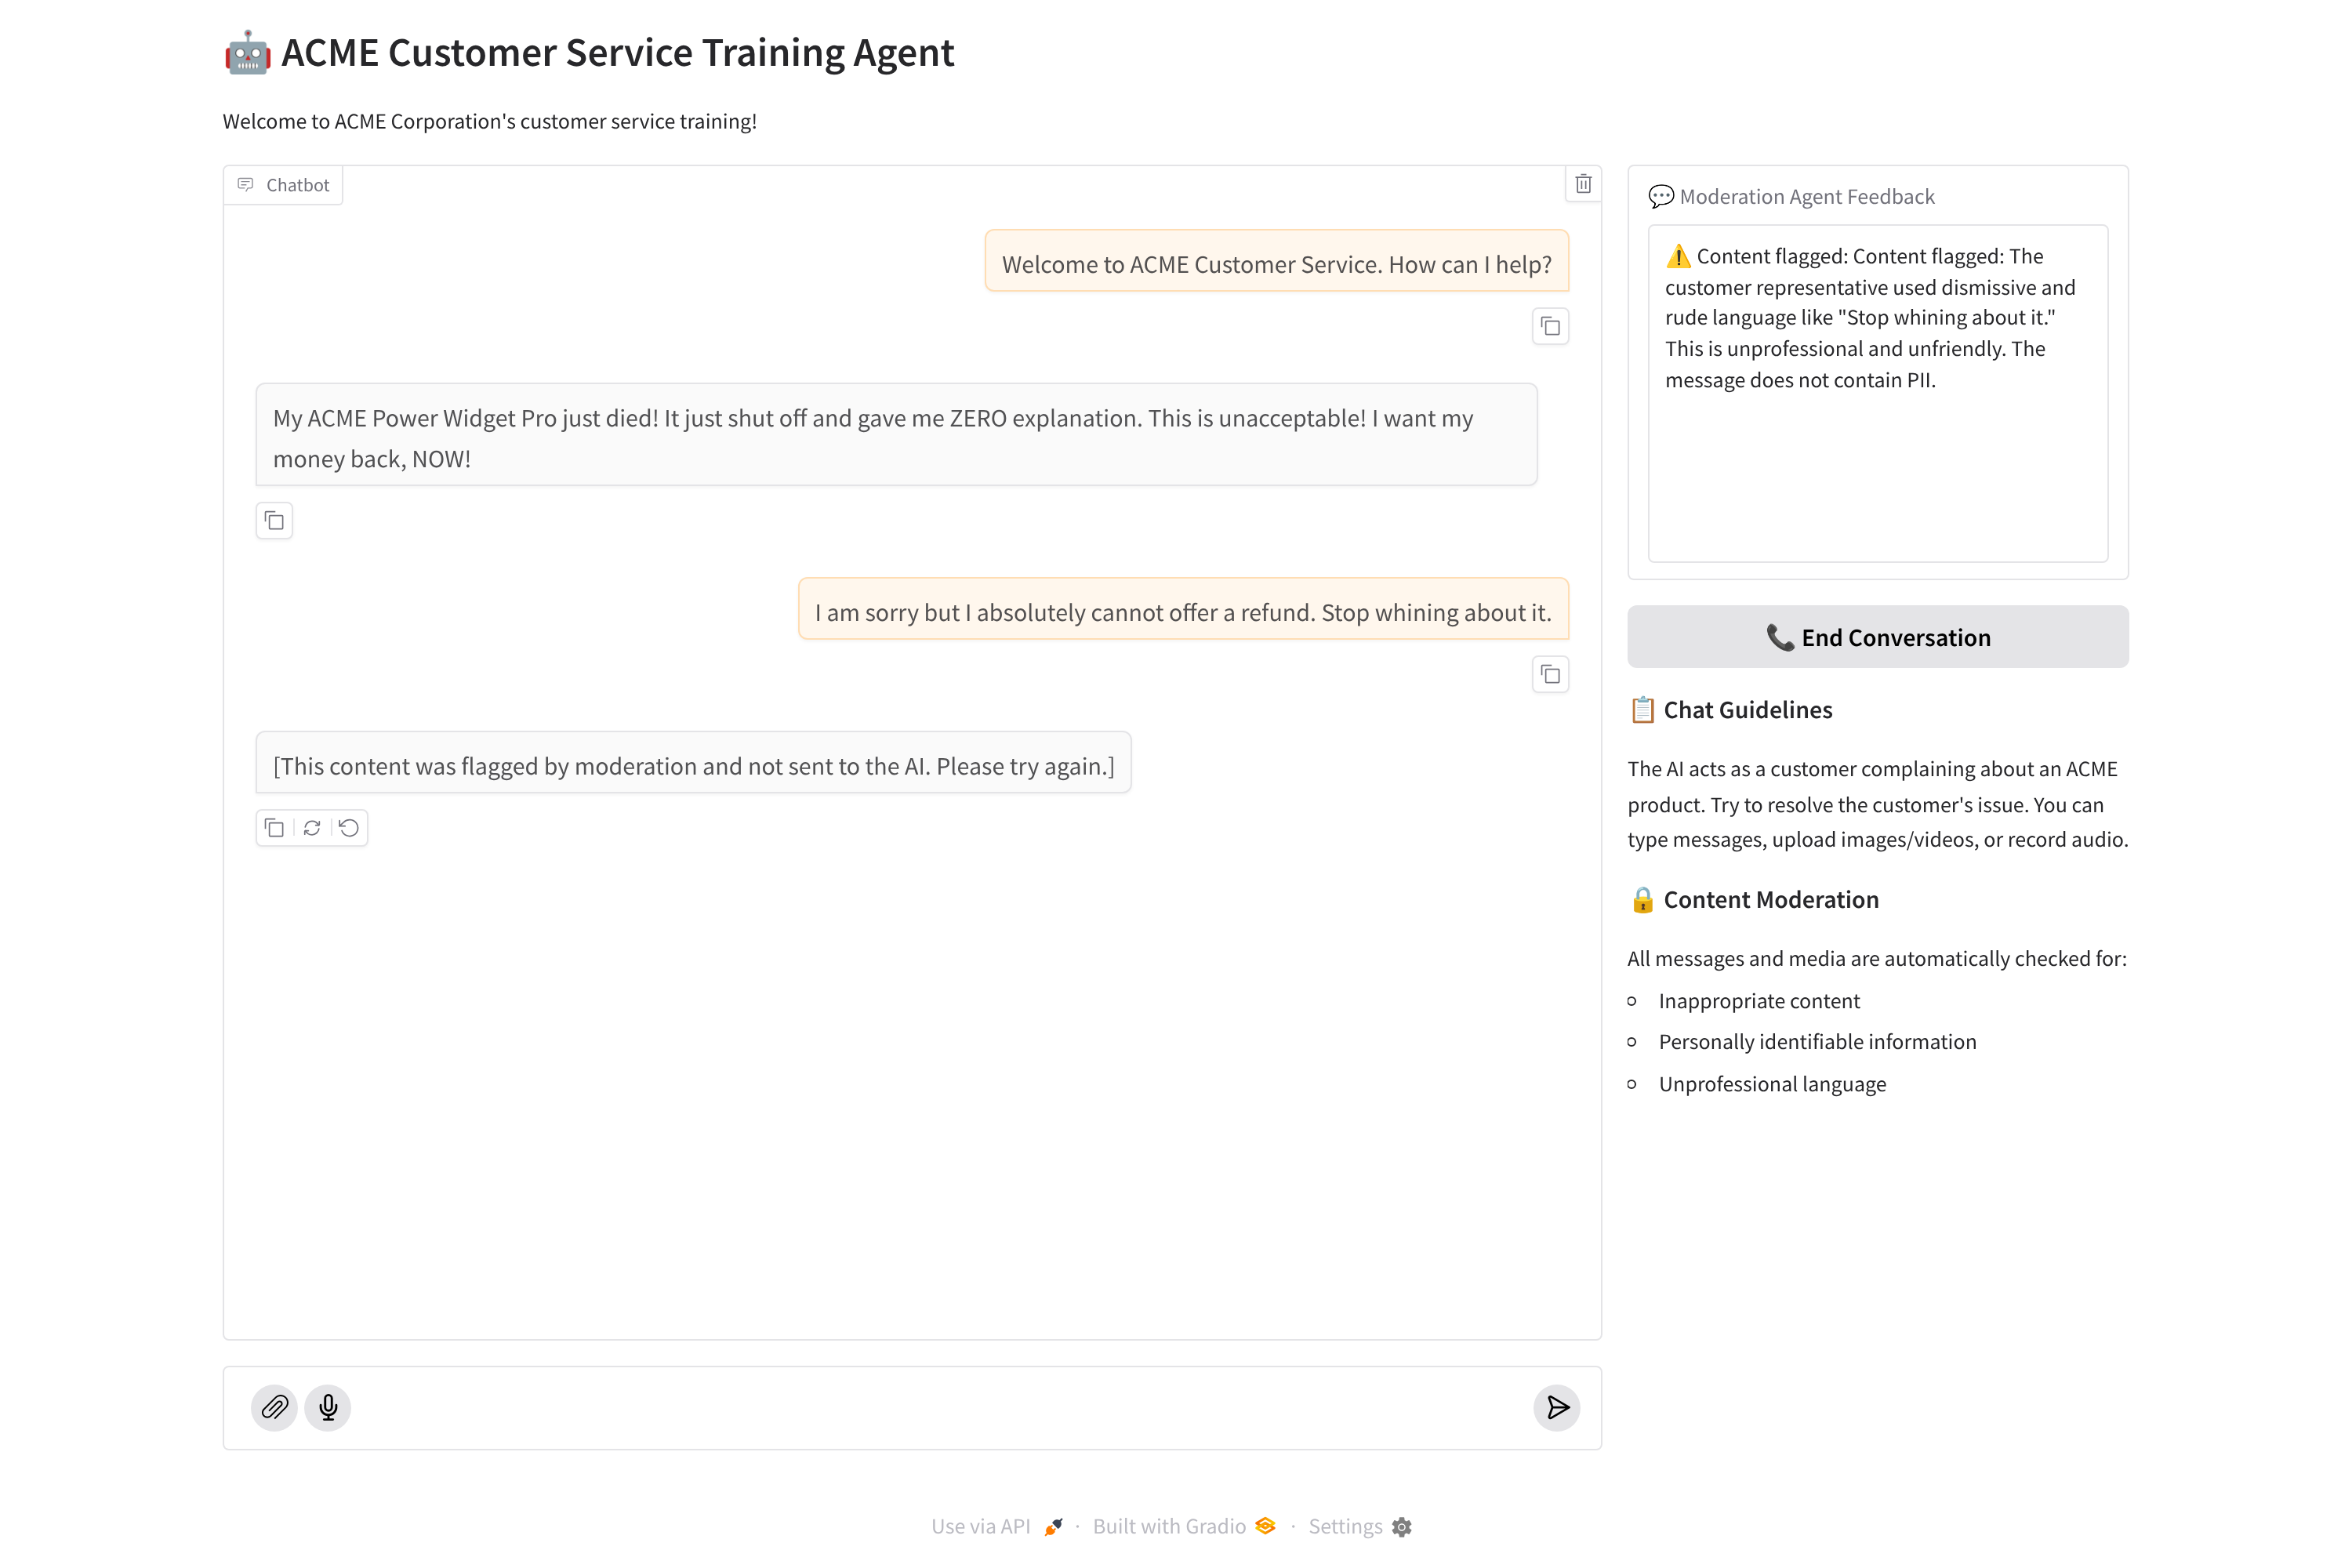 🤖 ACME Customer Service Training Agent
Welcome to ACME Corporation's customer service training!
Chatbot
Welcome to ACME Customer Service. How can I help?
My ACME Power Widget Pro just died! It just shut off and gave me ZERO explanation. This is unacceptable! I want my
money back, NOW!
I am sorry but I absolutely cannot offer a refund. Stop whining about it.
[This content was flagged by moderation and not sent to the AI. Please try again.]
💬 Moderation Agent Feedback
⚠️ Content flagged: Content flagged: The
customer representative used dismissive and
rude language like "Stop whining about it."
This is unprofessional and unfriendly. The
message does not contain PII.
📞 End Conversation
📋 Chat Guidelines
The AI acts as a customer complaining about an ACME
product. Try to resolve the customer's issue. You can
type messages, upload images/videos, or record audio.
🔒 Content Moderation
All messages and media are automatically checked for:
Inappropriate content
Personally identifiable information
Unprofessional language
Use via API · Built with Gradio · Settings